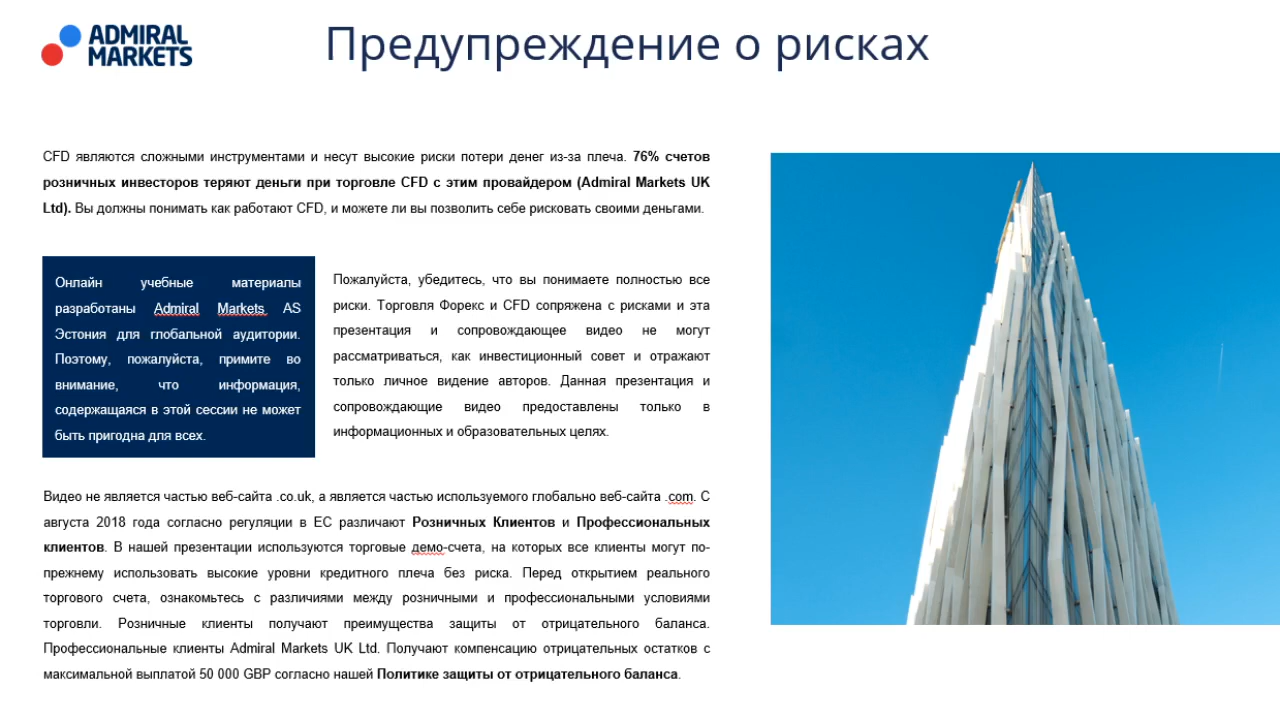 ADMIRAL
MARKETS
Предупреждение о рисках
CFD являются сложными инструментами и несут высокие риски потери денег из-за плеча. 76% счетов
розничных инвесторов теряют деньги при торговле CFD с этим провайдером (Admiral Markets UK
Ltd). Вы должны понимать как работают CFD, и можете ли вы позволить себе рисковать своими деньгами.
Онлайн учебные материалы
разработаны Admiral Markets AS
Эстония для глобальной аудитории.
Поэтому, пожалуйста, примите во
внимание, что информация,
содержащаяся в этой сессии не может
быть пригодна для всех.
Пожалуйста, убедитесь, что вы понимаете полностью все
риски. Торговля Форекс и CFD сопряжена с рисками и эта
презентация и сопровождающее видео не могут
рассматриваться, как инвестиционный совет и отражают
только личное видение авторов. Данная презентация и
сопровождающие видео предоставлены только в
информационных и образовательных целях.
Видео не является частью веб-сайта .co.uk, а является частью используемого глобально веб-сайта .com. С
августа 2018 года согласно регуляции в ЕС различают Розничных Клиентов и Профессиональных
клиентов. В нашей презентации используются торговые демо-счета, на которых все клиенты могут по-
прежнему использовать высокие уровни кредитного плеча без риска. Перед открытием реального
торгового счета, ознакомьтесь с различиями между розничными и профессиональными условиями
торговли. Розничные клиенты получают преимущества защиты от отрицательного баланса.
Профессиональные клиенты Admiral Markets UK Ltd. Получают компенсацию отрицательных остатков с
максимальной выплатой 50 000 GBP согласно нашей Политике защиты от отрицательного баланса.